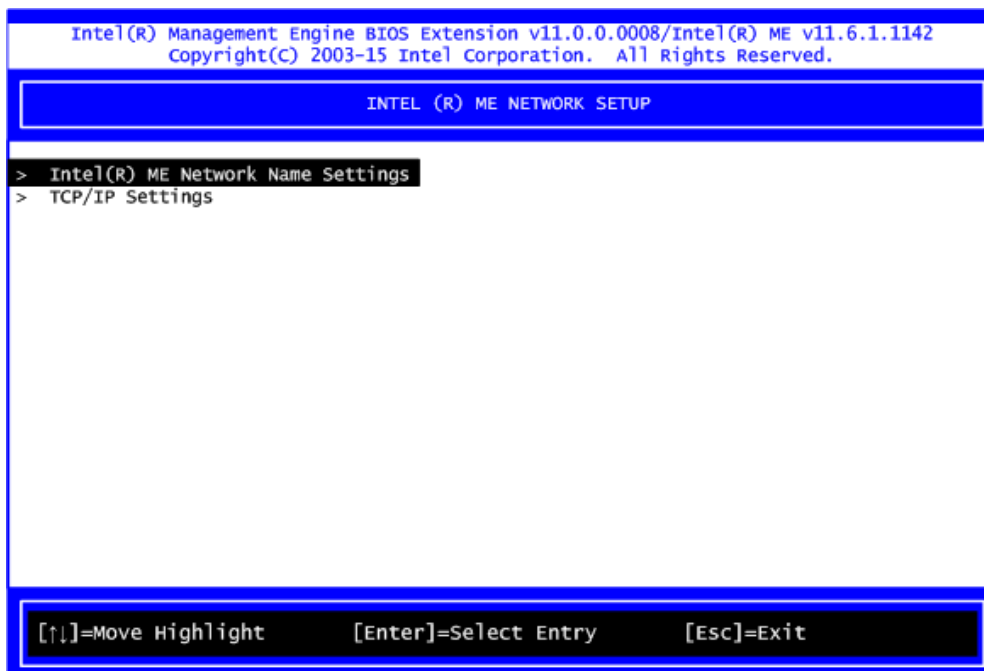 Intel(R) Management Engine BIOS Extension v11.0.0.0008/Intel(R) ME v11.6.1.1142
Copyright(C) 2003-15 Intel Corporation. All Rights Reserved.
INTEL (R) ME NETWORK SETUP
> Intel(R) ME Network Name Settings
> TCP/IP Settings
[↑↓]=Move Highlight [Enter]=Select Entry [Esc]=Exit